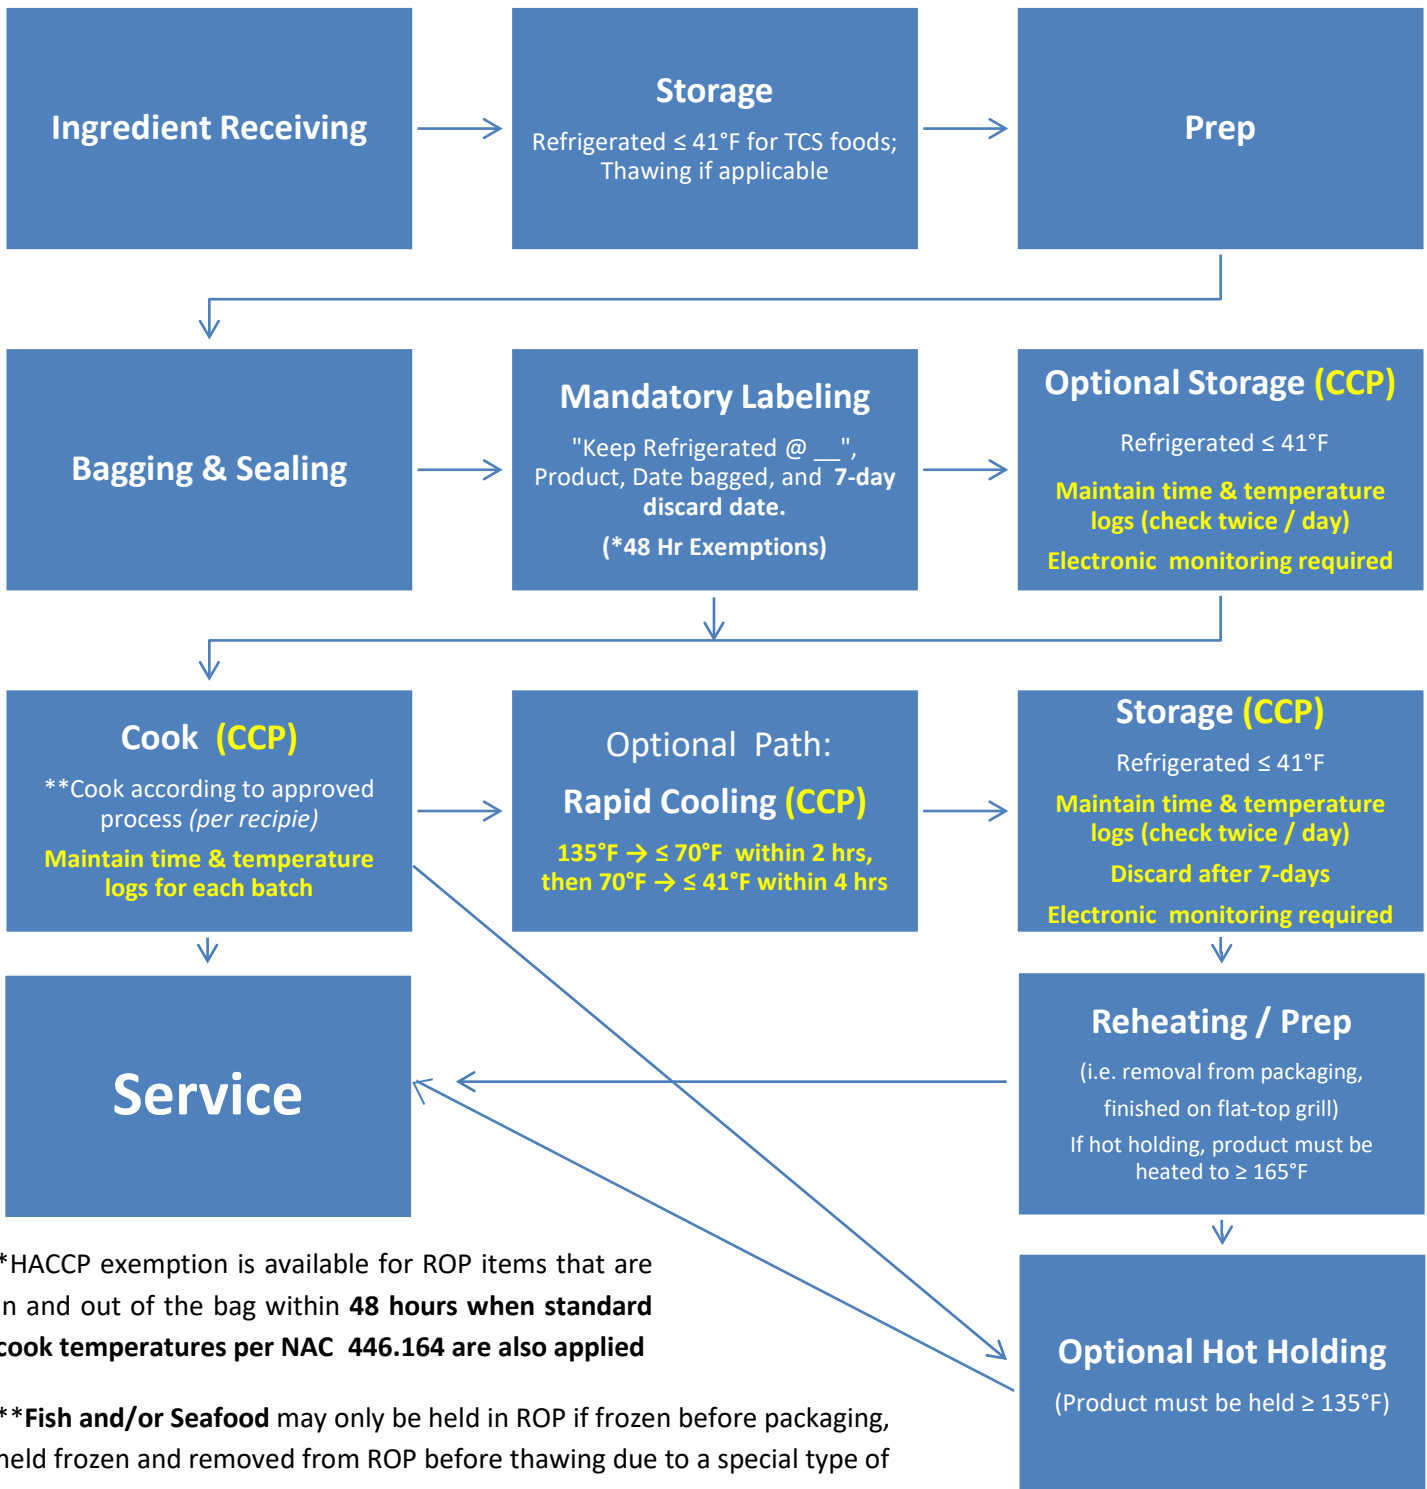 Ingredient Receiving
Storage
Refrigerated ≤ 41°F for TCS foods;
Thawing if applicable
Prep
Bagging & Sealing
Mandatory Labeling
"Keep Refrigerated @ __",
Product, Date bagged, and 7-day
discard date.
(*48 Hr Exemptions)
Optional Storage (CCP)
Refrigerated ≤ 41°F
Maintain time & temperature
logs (check twice / day)
Electronic monitoring required
Cook (CCP)
**Cook according to approved
process (per recipie)
Maintain time & temperature
logs for each batch
Optional Path:
Rapid Cooling (CCP)
135°F → ≤ 70°F within 2 hrs,
then 70°F → ≤ 41°F within 4 hrs
Storage (CCP)
Refrigerated ≤ 41°F
Maintain time & temperature
logs (check twice / day)
Discard after 7-days
Electronic monitoring required
Service
Reheating / Prep
(i.e. removal from packaging,
finished on flat-top grill)
If hot holding, product must be
heated to ≥ 165°F
Optional Hot Holding
(Product must be held ≥ 135°F)
*HACCP exemption is available for ROP items that are
in and out of the bag within 48 hours when standard
cook temperatures per NAC 446.164 are also applied
**Fish and/or Seafood may only be held in ROP if frozen before packaging,
held frozen and removed from ROP before thawing due to a special type of